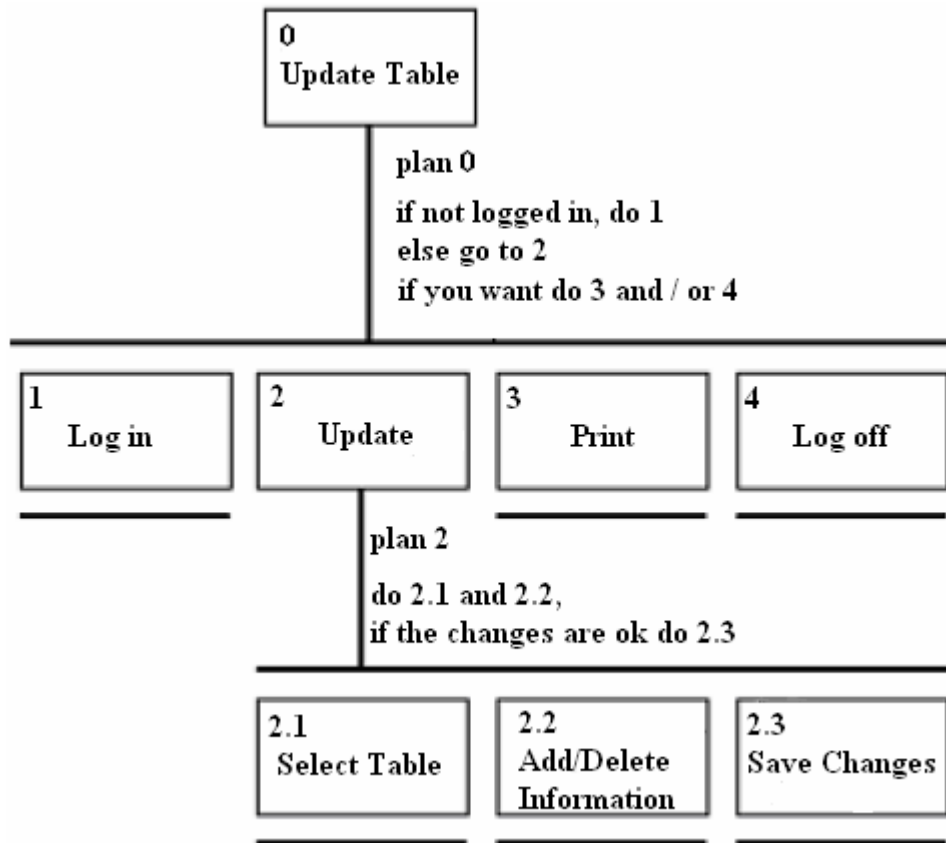 0
Update Table
plan 0
if not logged in, do 1
else go to 2
if you want do 3 and / or 4
1
Log in
2
Update
3
Print
4
Log off
plan 2
do 2.1 and 2.2,
if the changes are ok do 2.3
2.1
Select Table
2.2
Add/Delete
Information
2.3
Save Changes